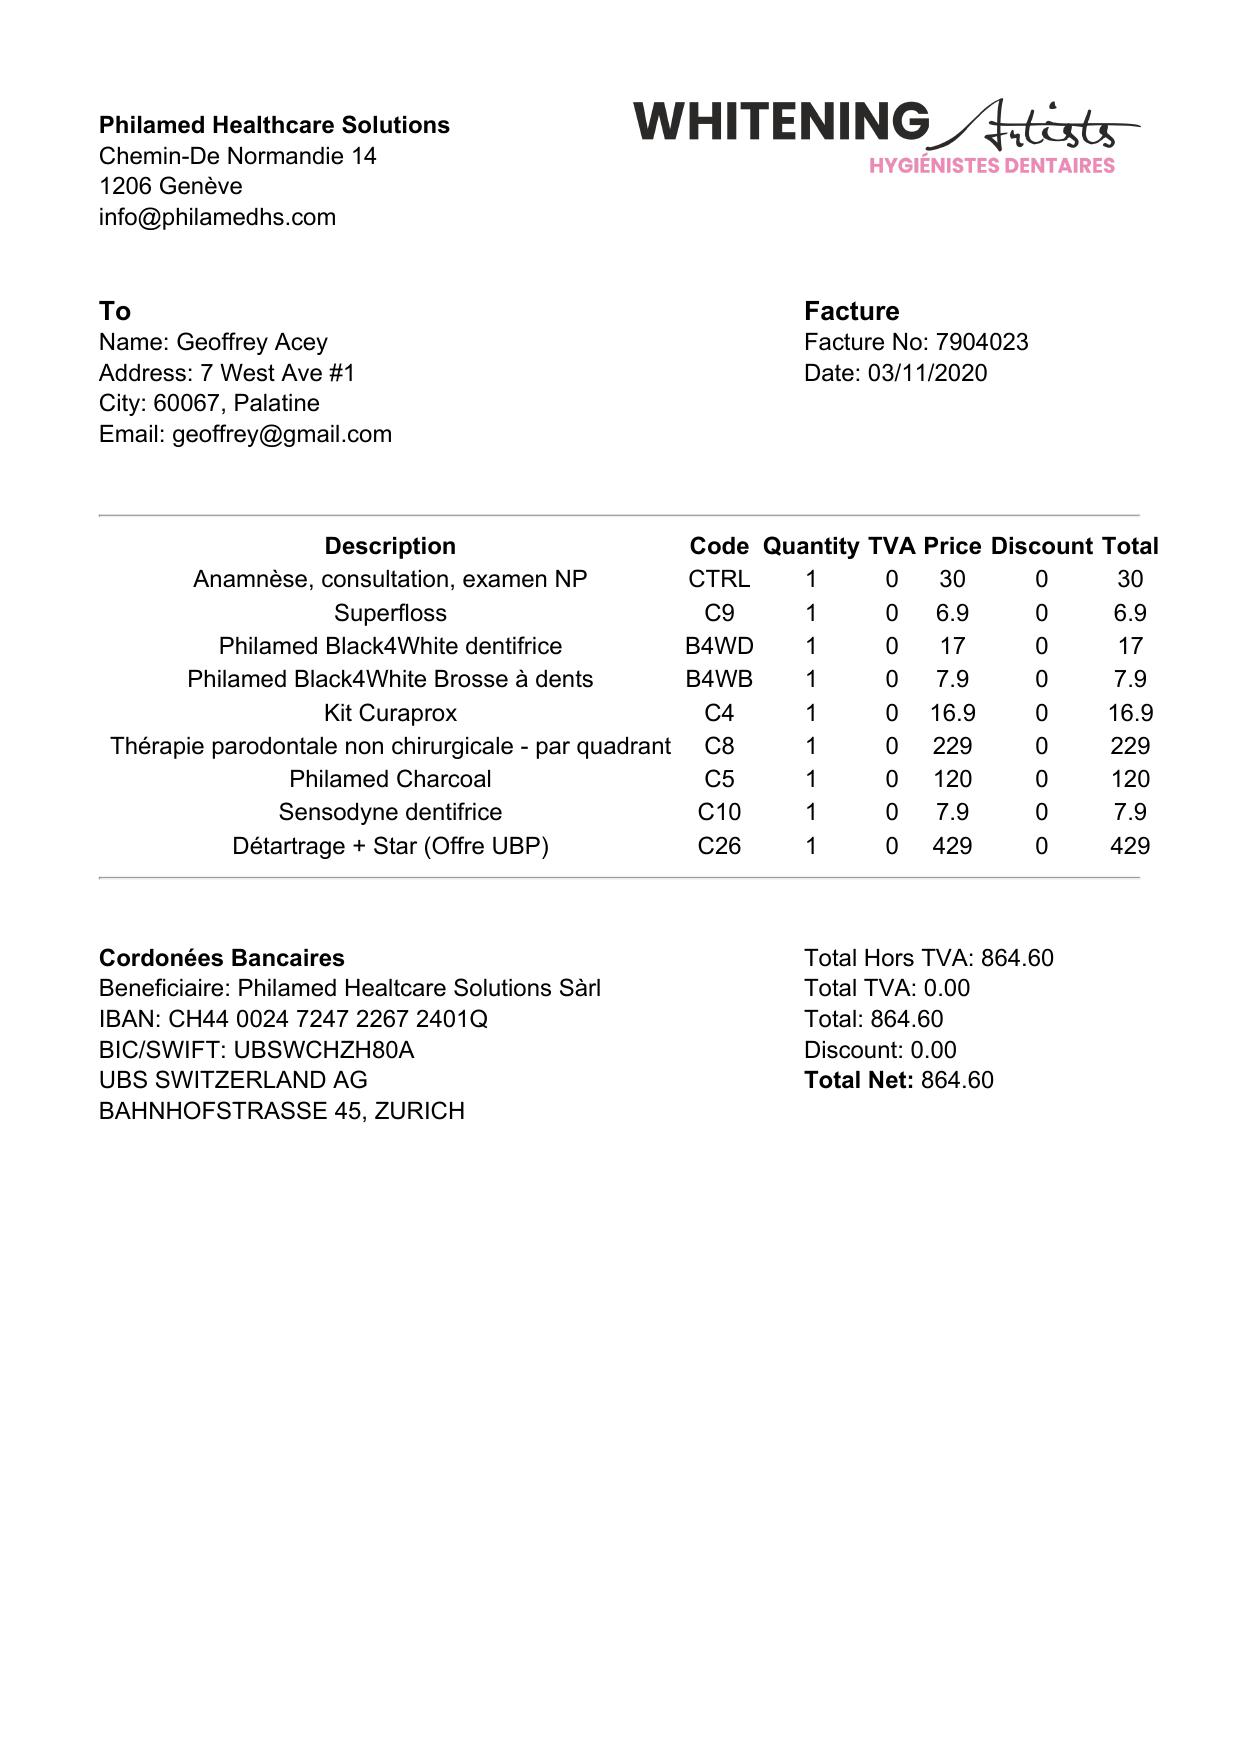 Philamed Healthcare Solutions
Chemin-De Normandie 14
1206 Genève
info@philamedhs.com
WHITENING Artists
HYGIÉNISTES DENTAIRES
To
Name: Geoffrey Acey
Address: 7 West Ave #1
City: 60067, Palatine
Email: geoffrey@gmail.com
Facture
Facture No: 7904023
Date: 03/11/2020
Description Code Quantity TVA Price Discount Total
Anamnèse, consultation, examen NP CTRL 1 0 30 0 30
Superfloss C9 1 0 6.9 0 6.9
Philamed Black4White dentifrice B4WD 1 0 17 0 17
Philamed Black4White Brosse à dents B4WB 1 0 7.9 0 7.9
Kit Curaprox C4 1 0 16.9 0 16.9
Thérapie parodontale non chirurgicale - par quadrant C8 1 0 229 0 229
Philamed Charcoal C5 1 0 120 0 120
Sensodyne dentifrice C10 1 0 7.9 0 7.9
Détartrage + Star (Offre UBP) C26 1 0 429 0 429
Cordonées Bancaires
Beneficiaire: Philamed Healtcare Solutions Sàrl
IBAN: CH44 0024 7247 2267 2401Q
BIC/SWIFT: UBSWCHZH80A
UBS SWITZERLAND AG
BAHNHOFSTRASSE 45, ZURICH
Total Hors TVA: 864.60
Total TVA: 0.00
Total: 864.60
Discount: 0.00
Total Net: 864.60